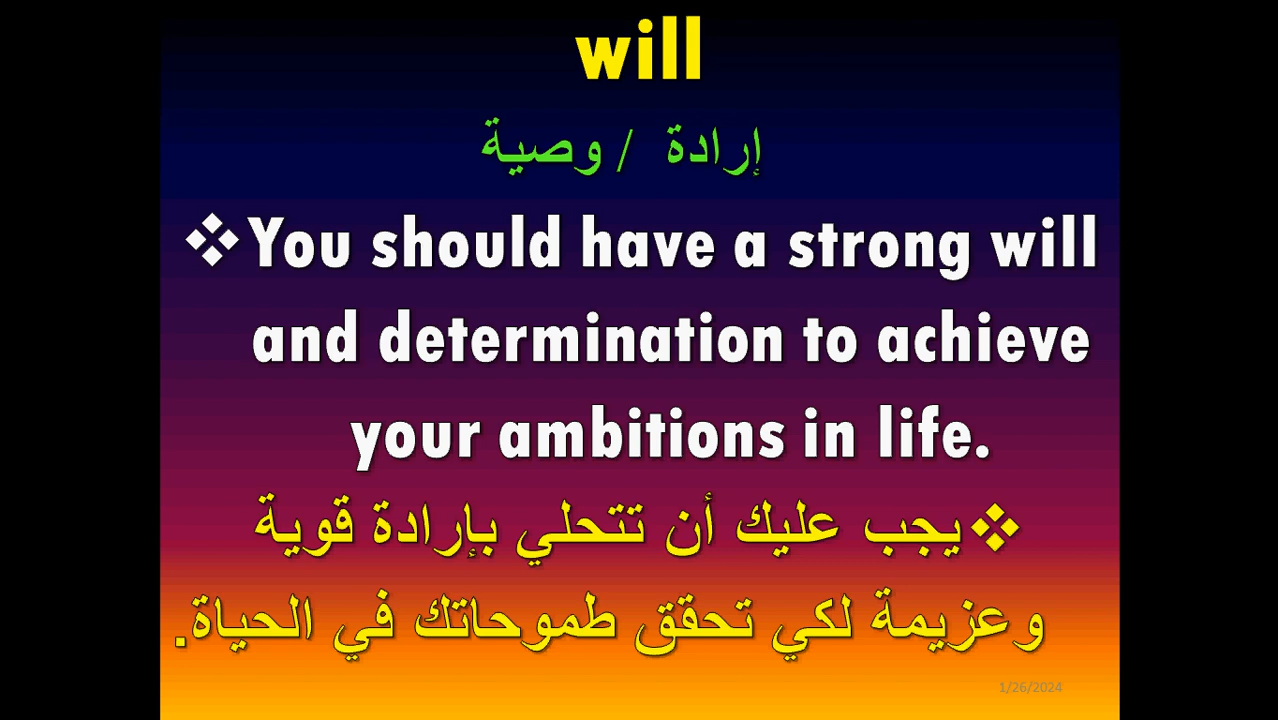 will
إرادة / وصية
❖You should have a strong will
and determination to achieve
your ambitions in life.
❖يجب عليك أن تتحلي بإرادة قوية
وعزيمة لكي تحقق طموحاتك في الحياة.
1/26/2024